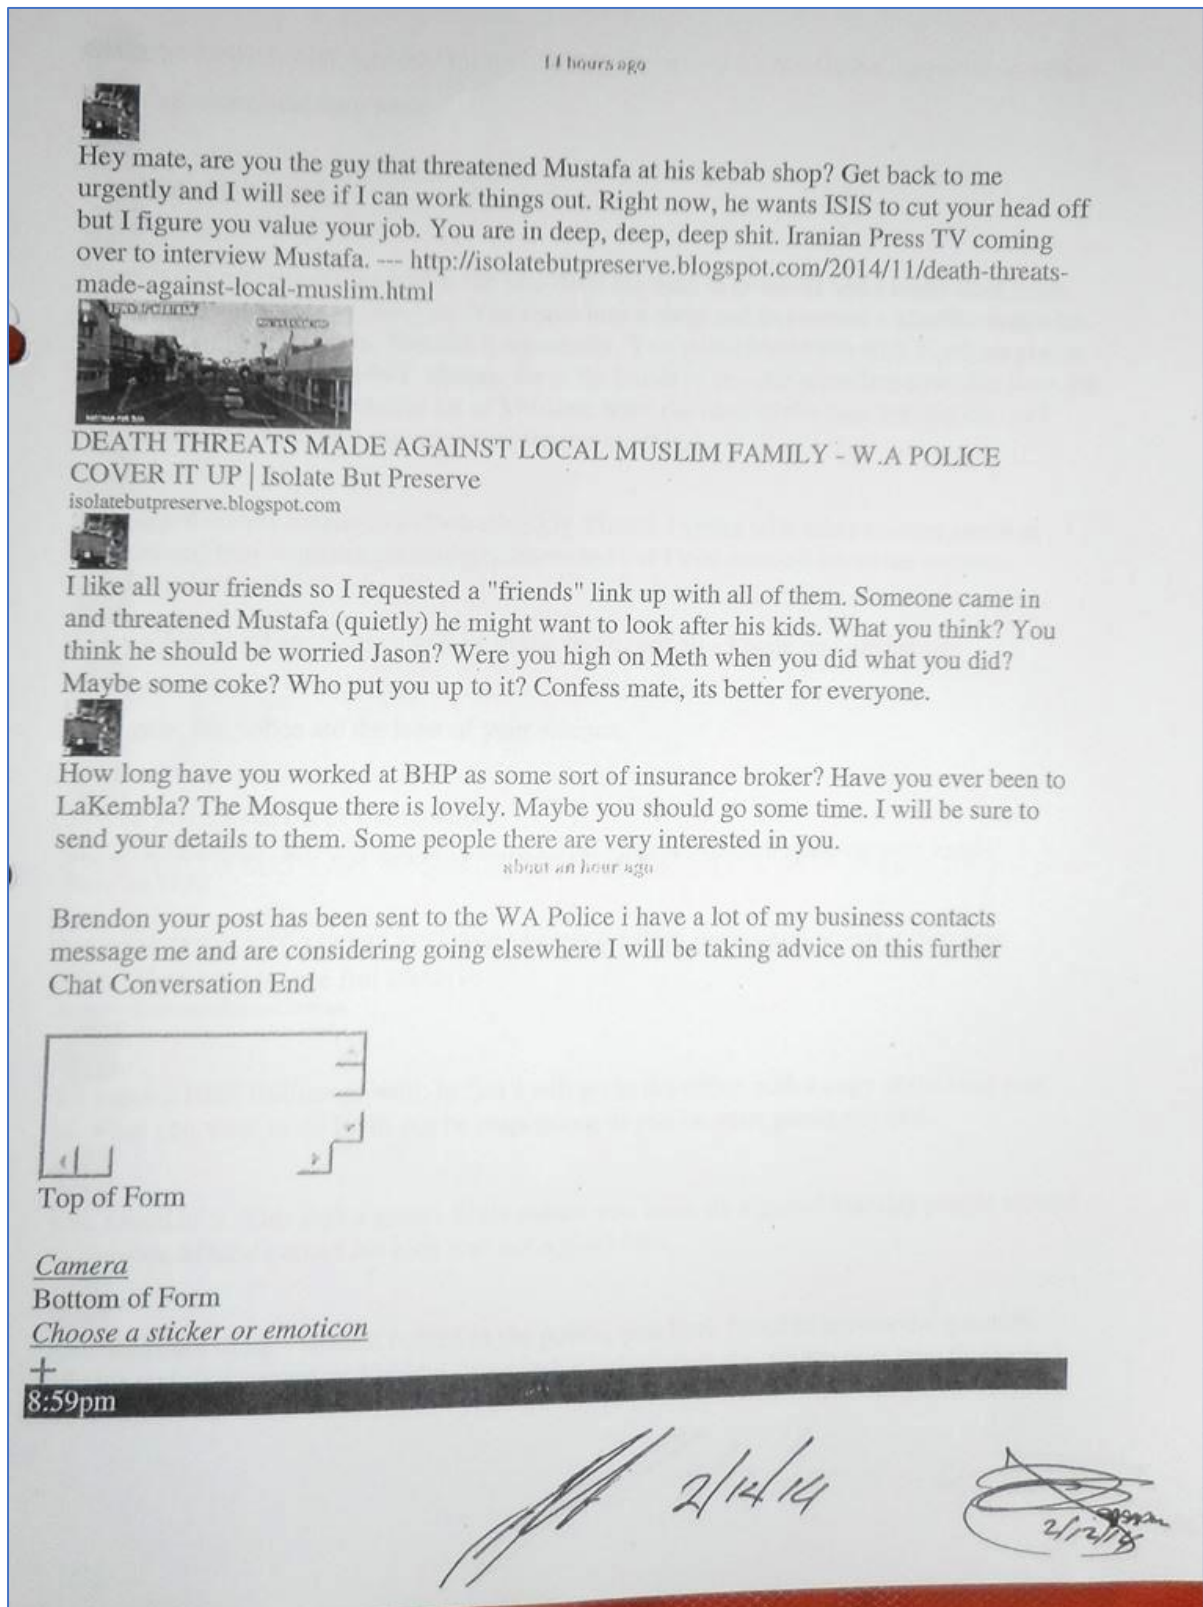 11 hours ago
Hey mate, are you the guy that threatened Mustafa at his kebab shop? Get back to me
urgently and I will see if I can work things out. Right now, he wants ISIS to cut your head off
but I figure you value your job. You are in deep, deep, deep shit. Iranian Press TV coming
over to interview Mustafa. --- http://isolatebutpreserve.blogspot.com/2014/11/death-threats-
made-against-local-muslim.html
DEATH THREATS MADE AGAINST LOCAL MUSLIM FAMILY - W.A POLICE
COVER IT UP | Isolate But Preserve
isolatebutpreserve.blogspot.com
I like all your friends so I requested a "friends" link up with all of them. Someone came in
and threatened Mustafa (quietly) he might want to look after his kids. What you think? You
think he should be worried Jason? Were you high on Meth when you did what you did?
Maybe some coke? Who put you up to it? Confess mate, its better for everyone.
How long have you worked at BHP as some sort of insurance broker? Have you ever been to
LaKembla? The Mosque there is lovely. Maybe you should go some time. I will be sure to
send your details to them. Some people there are very interested in you.
about an hour ago
Brendon your post has been sent to the WA Police i have a lot of my business contacts
message me and are considering going elsewhere I will be taking advice on this further
Chat Conversation End
Top of Form
Camera
Bottom of Form
Choose a sticker or emoticon
+
8:59pm
2/12/14
2/12/14